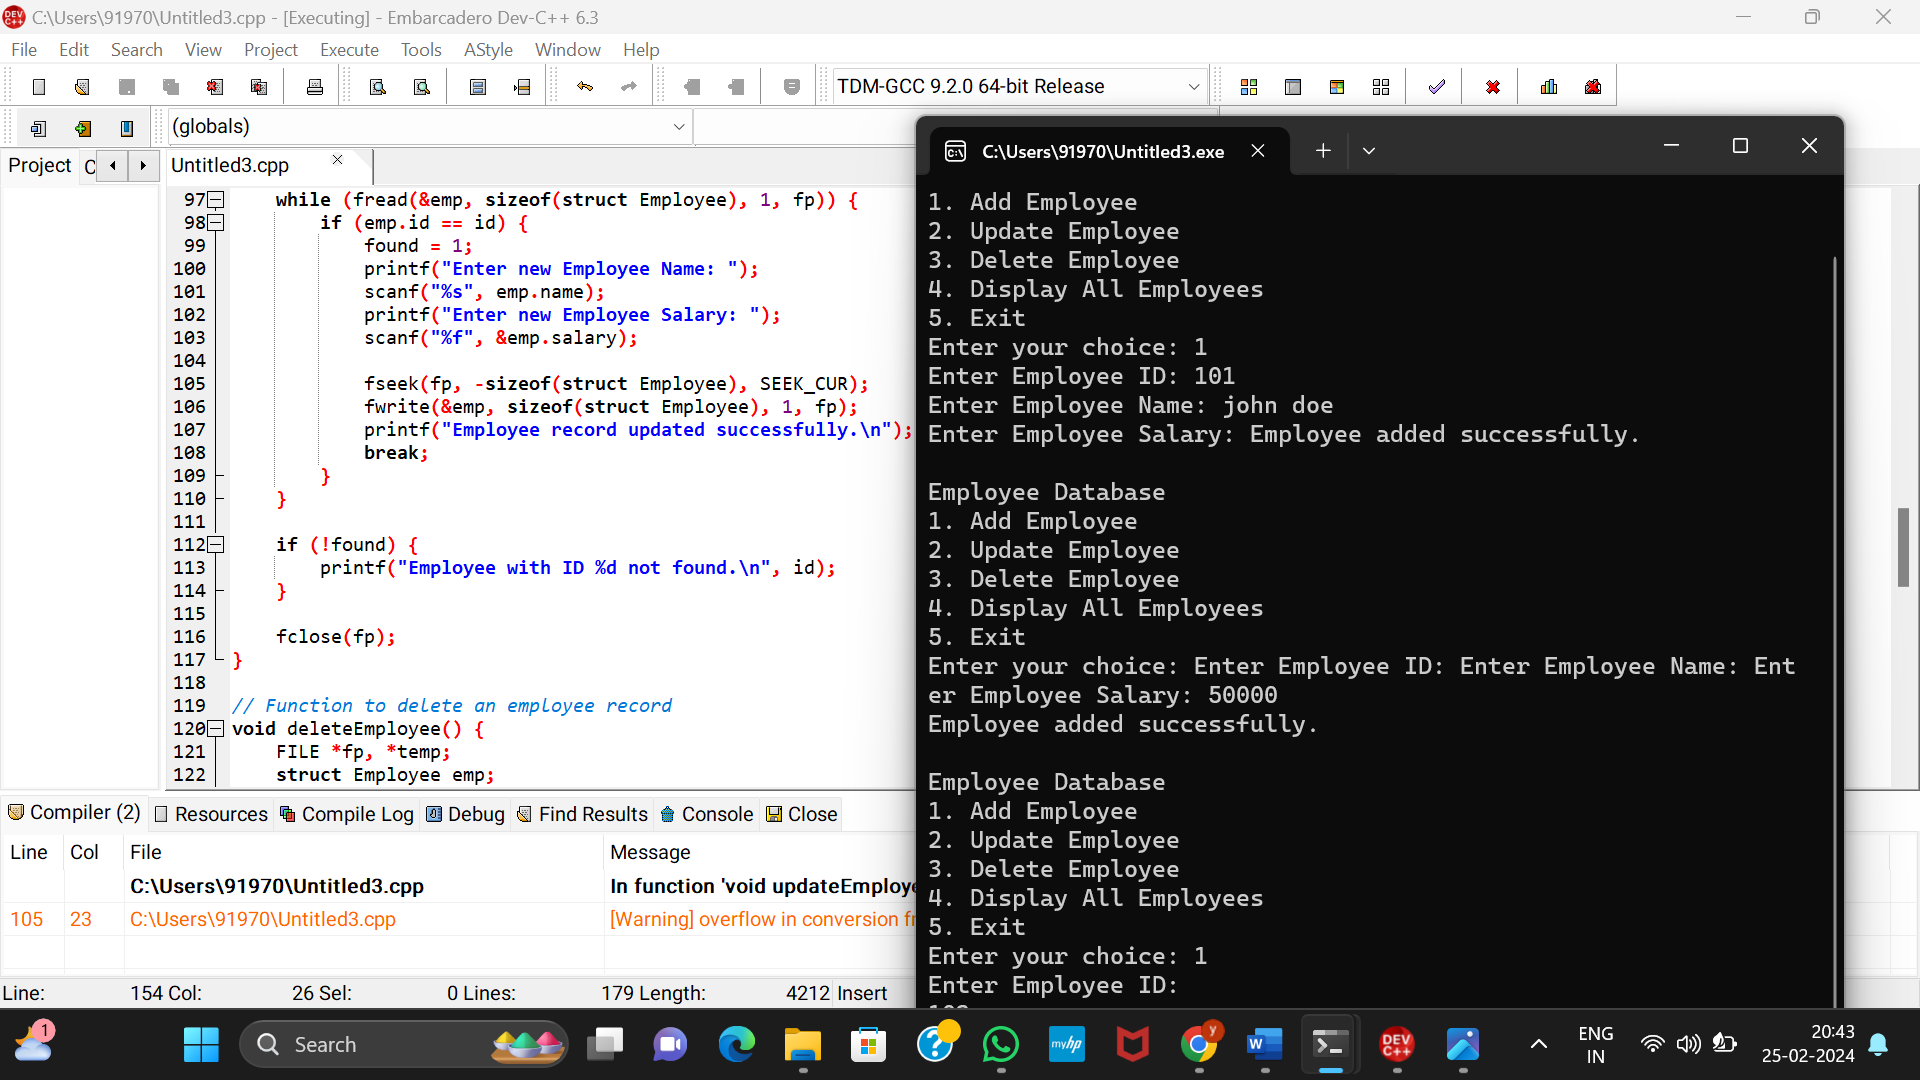 C:\Users\91970\Untitled3.cpp - [Executing] - Embarcadero Dev-C++ 6.3
File Edit Search View Project Execute Tools AStyle Window Help
TDM-GCC 9.2.0 64-bit Release
(globals)
Project
Untitled3.cpp
97 while (fread(&emp, sizeof(struct Employee), 1, fp)) {
98 if (emp.id == id) {
99 found = 1;
100 printf("Enter new Employee Name: ");
101 scanf("%s", emp.name);
102 printf("Enter new Employee Salary: ");
103 scanf("%f", &emp.salary);
104
105 fseek(fp, -sizeof(struct Employee), SEEK_CUR);
106 fwrite(&emp, sizeof(struct Employee), 1, fp);
107 printf("Employee record updated successfully.\n");
108 break;
109 }
110 }
111
112 if (!found) {
113 printf("Employee with ID %d not found.\n", id);
114 }
115
116 fclose(fp);
117 }
118
119 // Function to delete an employee record
120 void deleteEmployee() {
121 FILE *fp, *temp;
122 struct Employee emp;
Compiler (2) Resources Compile Log Debug Find Results Console Close
Line Col File Message
C:\Users\91970\Untitled3.cpp In function 'void updateEmploye
105 23 C:\Users\91970\Untitled3.cpp [Warning] overflow in conversion fr
Line: 154 Col: 26 Sel: 0 Lines: 179 Length: 4212 Insert
C:\Users\91970\Untitled3.exe
1. Add Employee
2. Update Employee
3. Delete Employee
4. Display All Employees
5. Exit
Enter your choice: 1
Enter Employee ID: 101
Enter Employee Name: john doe
Enter Employee Salary: Employee added successfully.
Employee Database
1. Add Employee
2. Update Employee
3. Delete Employee
4. Display All Employees
5. Exit
Enter your choice: Enter Employee ID: Enter Employee Name: Ent
er Employee Salary: 50000
Employee added successfully.
Employee Database
1. Add Employee
2. Update Employee
3. Delete Employee
4. Display All Employees
5. Exit
Enter your choice: 1
Enter Employee ID:
1
Search
myhp
y
W
DEV C++
ENG
IN
20:43
25-02-2024